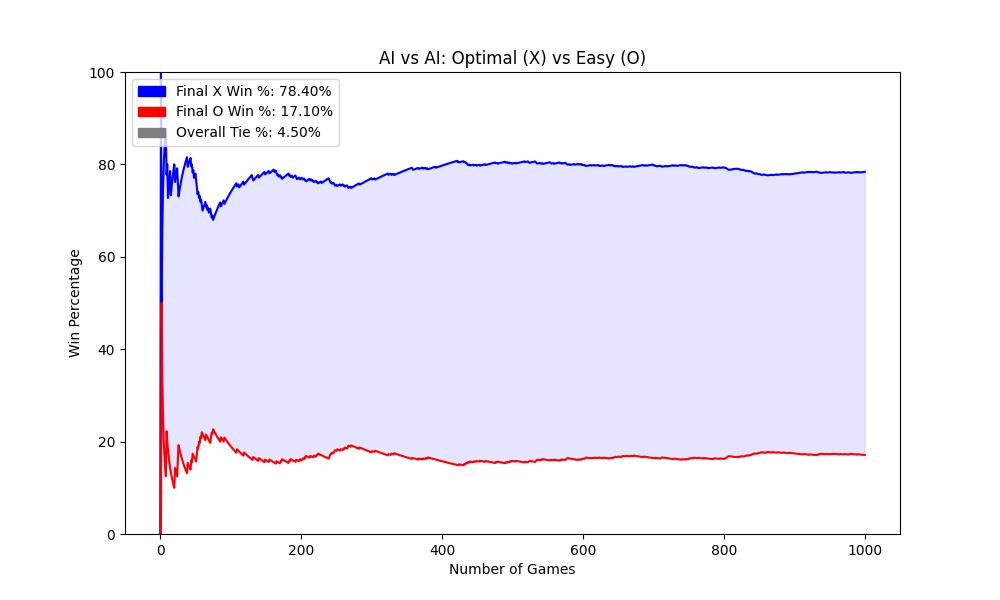 AI vs AI: Optimal (X) vs Easy (O)
Final X Win %: 78.40%
Final O Win %: 17.10%
Overall Tie %: 4.50%
100
80
60
40
20
0
Win Percentage
0 200 400 600 800 1000
Number of Games